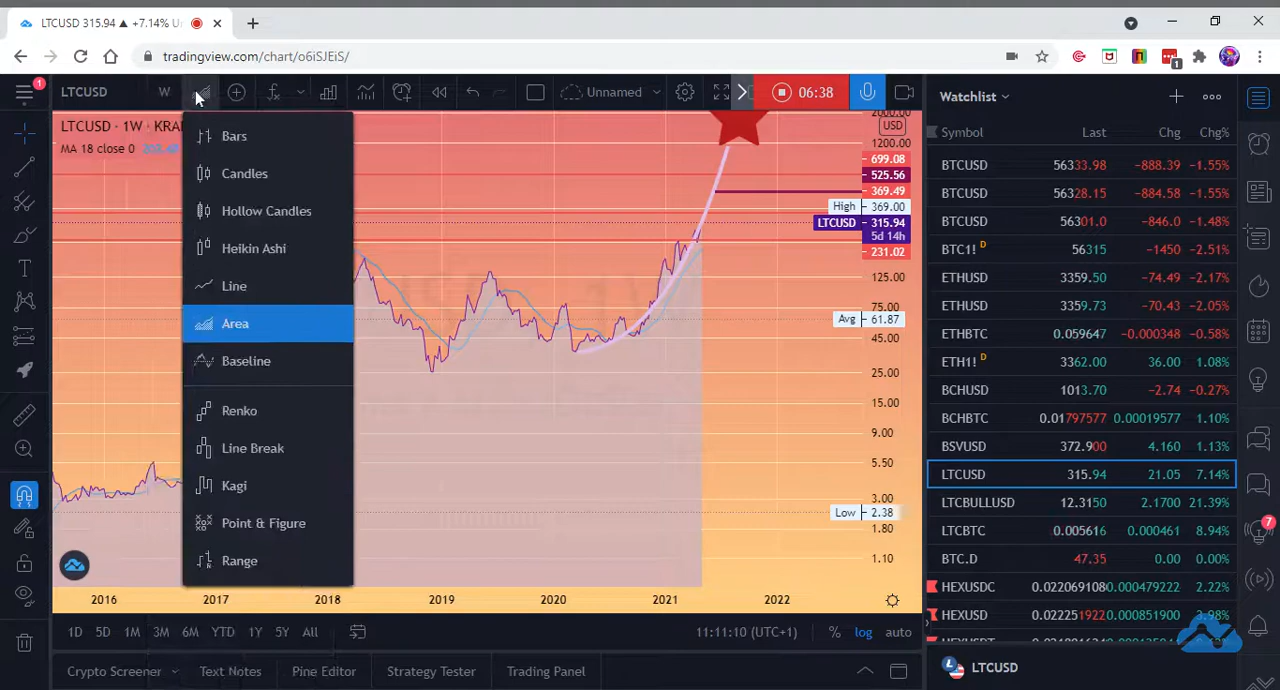 LTCUSD 315.94 ▲ +7.14% U
tradingview.com/chart/o6iSJEiS/
1
1
LTCUSD W Unnamed 06:38
LTCUSD · 1W · KRA
MA 18 close 0
Bars
Candles
Hollow Candles
Heikin Ashi
Line
Area
Baseline
Renko
Line Break
Kagi
Point & Figure
Range
2000.00
USD
1200.00
699.08
525.56
369.49
High 369.00
LTCUSD 315.94
5d 14h
231.02
125.00
75.00
Avg 61.87
45.00
25.00
15.00
9.00
5.50
3.00
Low 2.38
1.80
1.10
2016 2017 2018 2019 2020 2021 2022
1D 5D 1M 3M 6M YTD 1Y 5Y All
11:11:10 (UTC+1) % log auto
Crypto Screener Text Notes Pine Editor Strategy Tester Trading Panel
Watchlist
Symbol Last Chg Chg%
BTCUSD 56333.98 -888.39 -1.55%
BTCUSD 56328.15 -884.58 -1.55%
BTCUSD 56301.0 -846.0 -1.48%
BTC1! D 56315 -1450 -2.51%
ETHUSD 3359.50 -74.49 -2.17%
ETHUSD 3359.73 -70.43 -2.05%
ETHBTC 0.059647 -0.000348 -0.58%
ETH1! D 3362.00 36.00 1.08%
BCHUSD 1013.70 -2.74 -0.27%
BCHBTC 0.01797577 0.00019577 1.10%
BSVUSD 372.900 4.160 1.13%
LTCUSD 315.94 21.05 7.14%
LTCBULLUSD 12.3150 2.1700 21.39%
LTCBTC 0.005616 0.000461 8.94%
BTC.D 47.35 0.00 0.00%
HEXUSDC 0.022069108 0.000479222 2.22%
HEXUSD 0.02225192 0.000851900 3.98%
LTCUSD
7